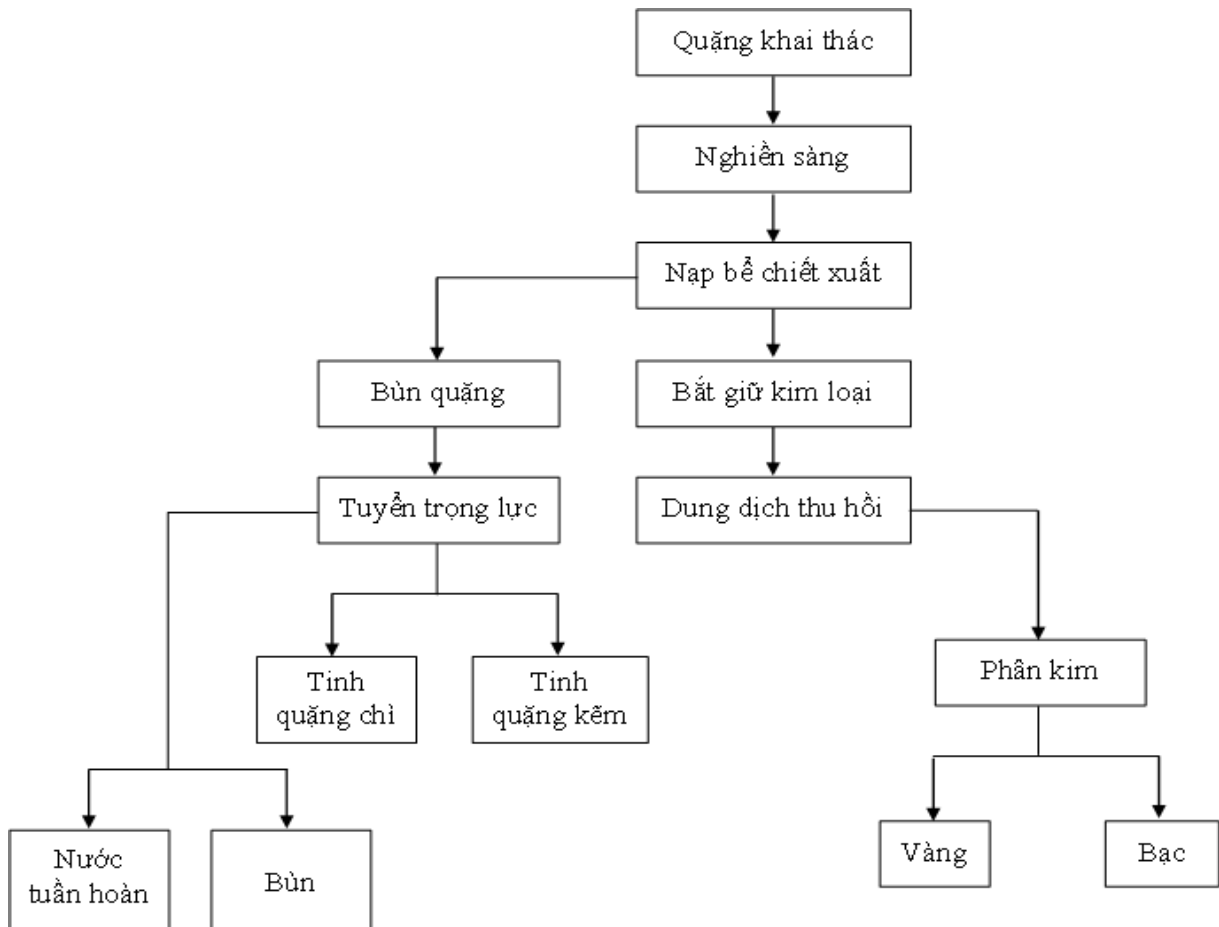 Quặng khai thác
Nghiền sàng
Nạp bể chiết xuất
Bùn quặng
Bắt giữ kim loại
Tuyển trọng lực
Dung dịch thu hồi
Tinh
quặng chì
Tinh
quặng kẽm
Phân kim
Nước
tuần hoàn
Bùn
Vàng
Bạc